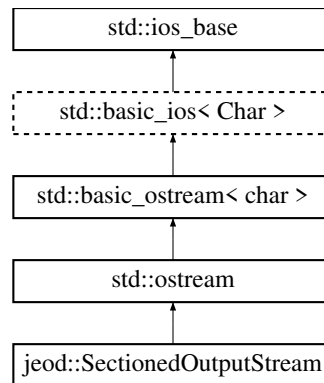 std::ios_base
std::basic_ios< Char >
std::basic_ostream< char >
std::ostream
jeod::SectionedOutputStream